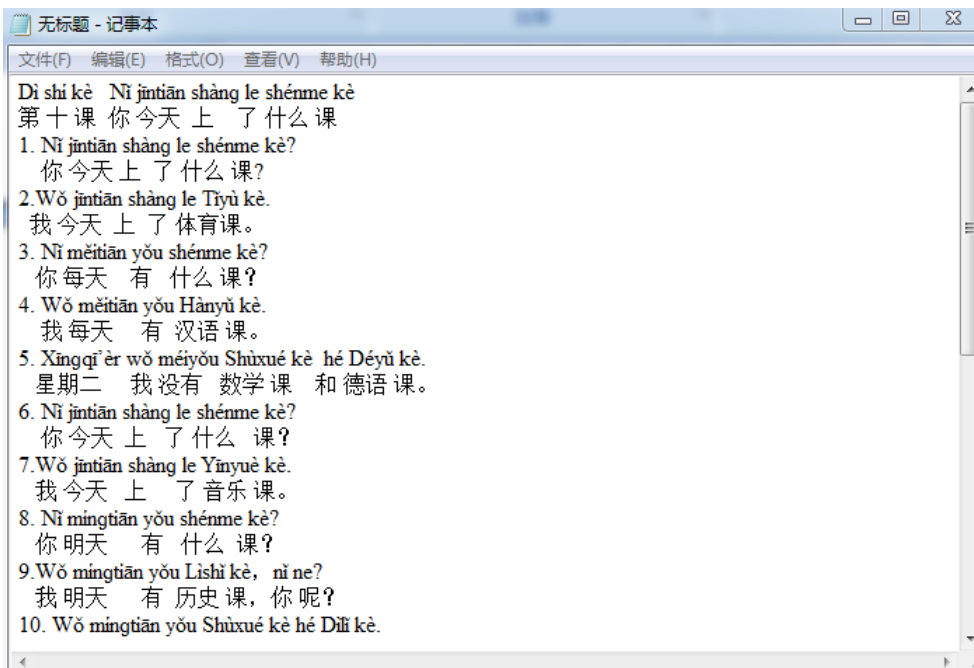 无标题 - 记事本
文件(F) 编辑(E) 格式(O) 查看(V) 帮助(H)
Dì shí kè   Nǐ jīntiān shàng le shénme kè
第 十 课  你 今天  上   了 什么 课
1. Nǐ jīntiān shàng le shénme kè?
你 今天 上  了 什么 课?
2.Wǒ jīntiān shàng le Tǐyù kè.
我 今天  上  了 体育课。
3. Nǐ měitiān yǒu shénme kè?
你 每天   有   什么 课?
4. Wǒ měitiān yǒu Hànyǔ kè.
我 每天    有  汉语 课。
5. Xīngqī’èr wǒ méiyǒu Shùxué kè  hé Déyǔ kè.
星期二    我 没有   数学 课    和 德语 课。
6. Nǐ jīntiān shàng le shénme kè?
你 今天  上   了 什么   课?
7.Wǒ jīntiān shàng le Yīnyuè kè.
我 今天  上    了 音乐 课。
8. Nǐ míngtiān yǒu shénme kè?
你 明天     有   什么  课?
9.Wǒ míngtiān yǒu Lìshǐ kè，nǐ ne?
我 明天     有  历史 课, 你 呢?
10. Wǒ míngtiān yǒu Shùxué kè hé Dìlǐ kè.